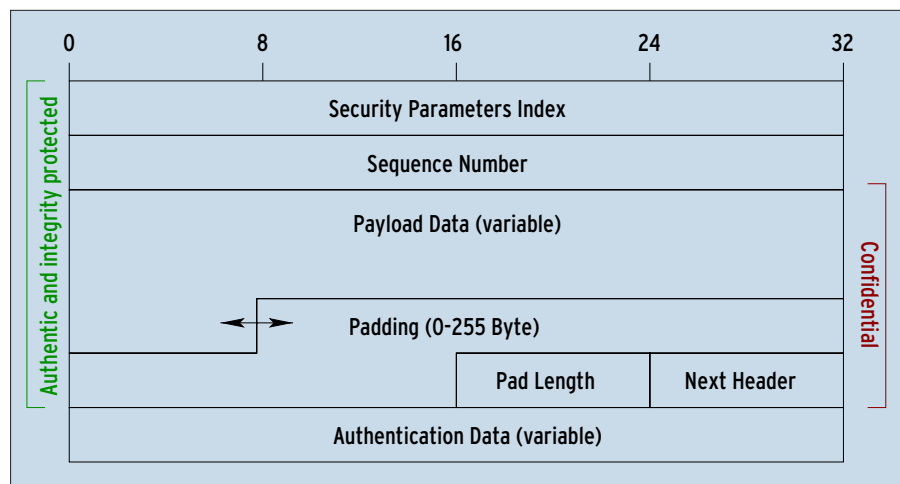 0 8 16 24 32
Security Parameters Index
Sequence Number
Payload Data (variable)
Padding (0-255 Byte)
Pad Length
Next Header
Authentication Data (variable)
Authentic and integrity protected
Confidential